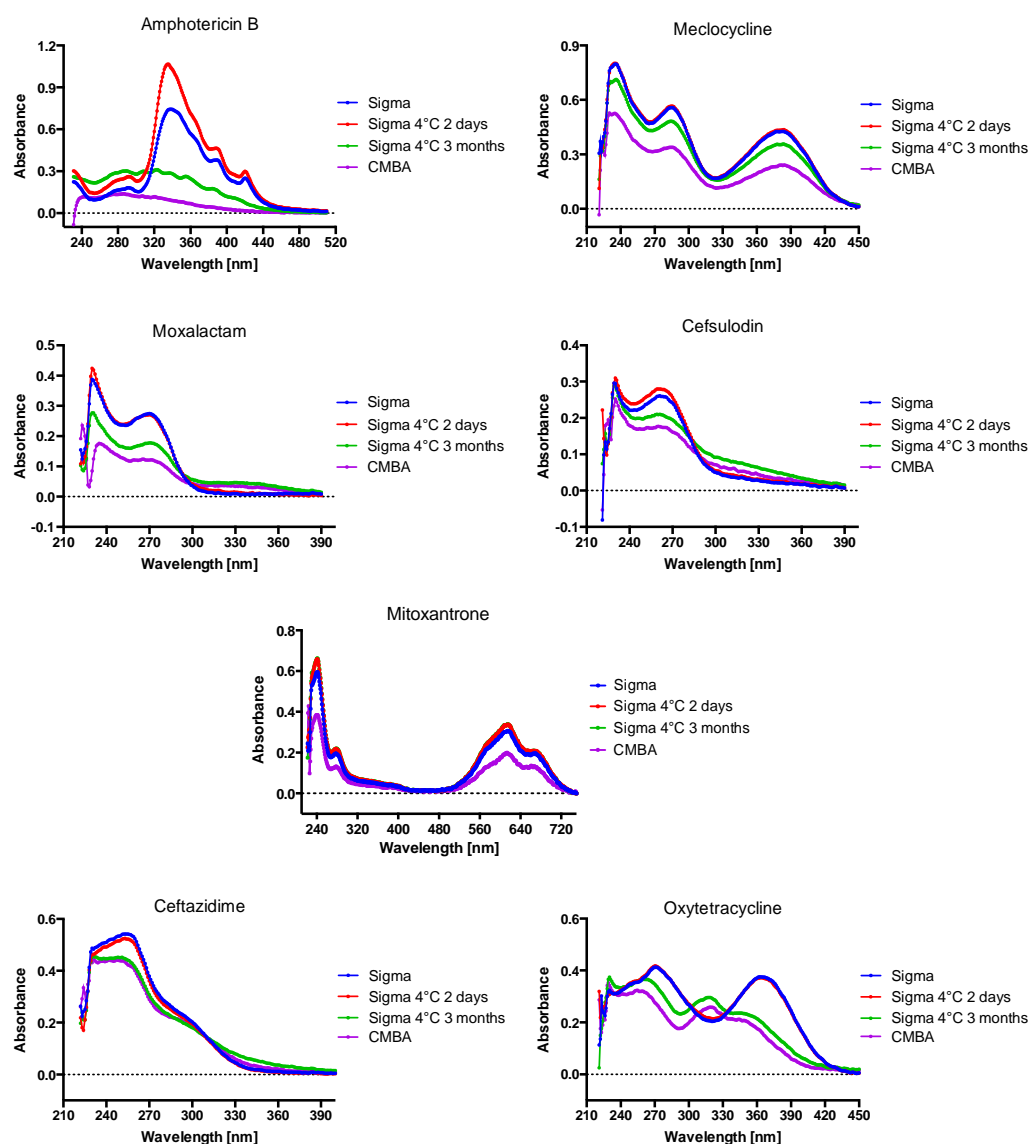 Amphotericin B
1.2
0.9
0.6
0.3
0.0
Absorbance
240 280 320 360 400 440 480 520
Wavelength [nm]
Sigma
Sigma 4°C 2 days
Sigma 4°C 3 months
CMBA
Meclocycline
0.9
0.6
0.3
0.0
Absorbance
210 240 270 300 330 360 390 420 450
Wavelength [nm]
Sigma
Sigma 4°C 2 days
Sigma 4°C 3 months
CMBA
Moxalactam
0.5
0.4
0.3
0.2
0.1
0.0
-0.1
Absorbance
210 240 270 300 330 360 390
Wavelength [nm]
Sigma
Sigma 4°C 2 days
Sigma 4°C 3 months
CMBA
Cefsulodin
0.4
0.3
0.2
0.1
0.0
-0.1
Absorbance
210 240 270 300 330 360 390
Wavelength [nm]
Sigma
Sigma 4°C 2 days
Sigma 4°C 3 months
CMBA
Mitoxantrone
0.8
0.6
0.4
0.2
0.0
Absorbance
240 320 400 480 560 640 720
Wavelength [nm]
Sigma
Sigma 4°C 2 days
Sigma 4°C 3 months
CMBA
Ceftazidime
0.6
0.4
0.2
0.0
Absorbance
210 240 270 300 330 360 390
Wavelength [nm]
Sigma
Sigma 4°C 2 days
Sigma 4°C 3 months
CMBA
Oxytetracycline
0.6
0.4
0.2
0.0
Absorbance
210 240 270 300 330 360 390 420 450
Wavelength [nm]
Sigma
Sigma 4°C 2 days
Sigma 4°C 3 months
CMBA